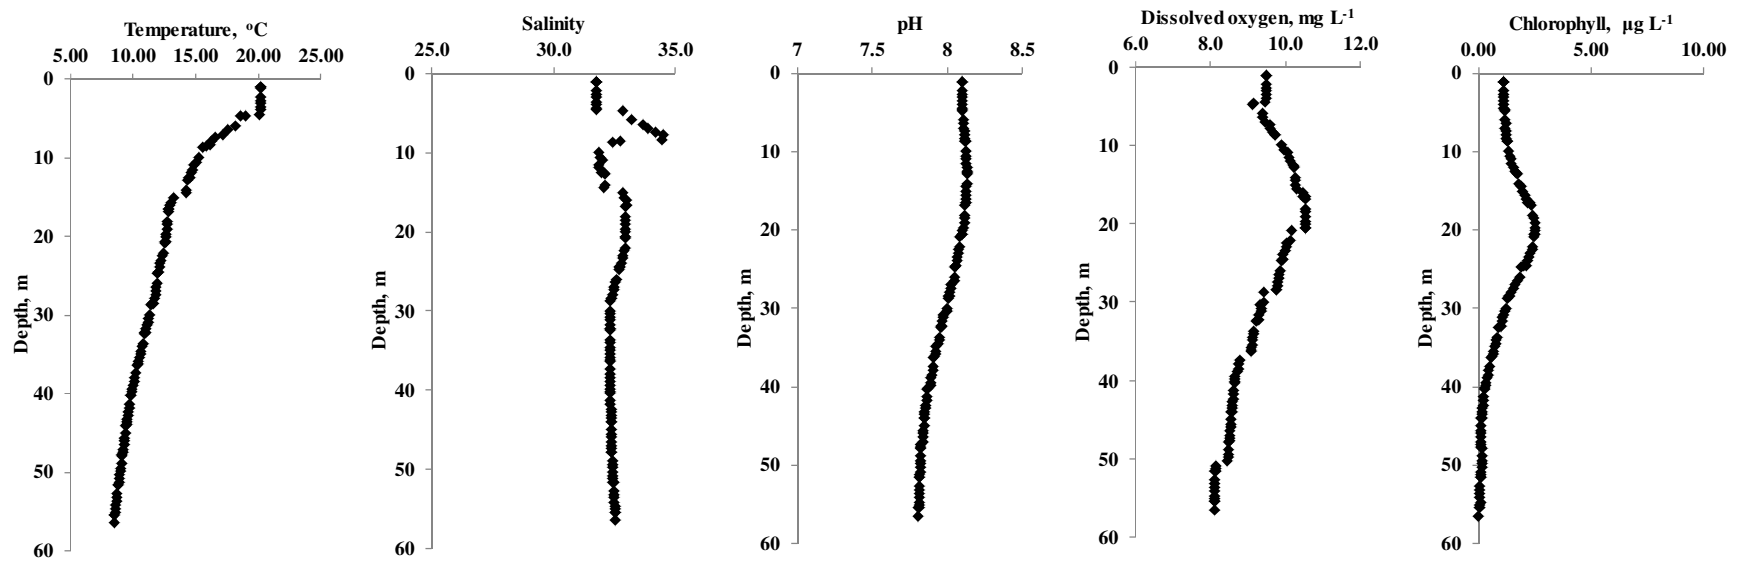 Temperature, °C
5.00 10.00 15.00 20.00 25.00
0
10
20
30
40
50
60
Depth, m
Salinity
25.0 30.0 35.0
0
10
20
30
40
50
60
Depth, m
pH
7 7.5 8 8.5
0
10
20
30
40
50
60
Depth, m
Dissolved oxygen, mg L-1
6.0 8.0 10.0 12.0
0
10
20
30
40
50
60
Depth, m
Chlorophyll, µg L-1
0.00 5.00 10.00
0
10
20
30
40
50
60
Depth, m